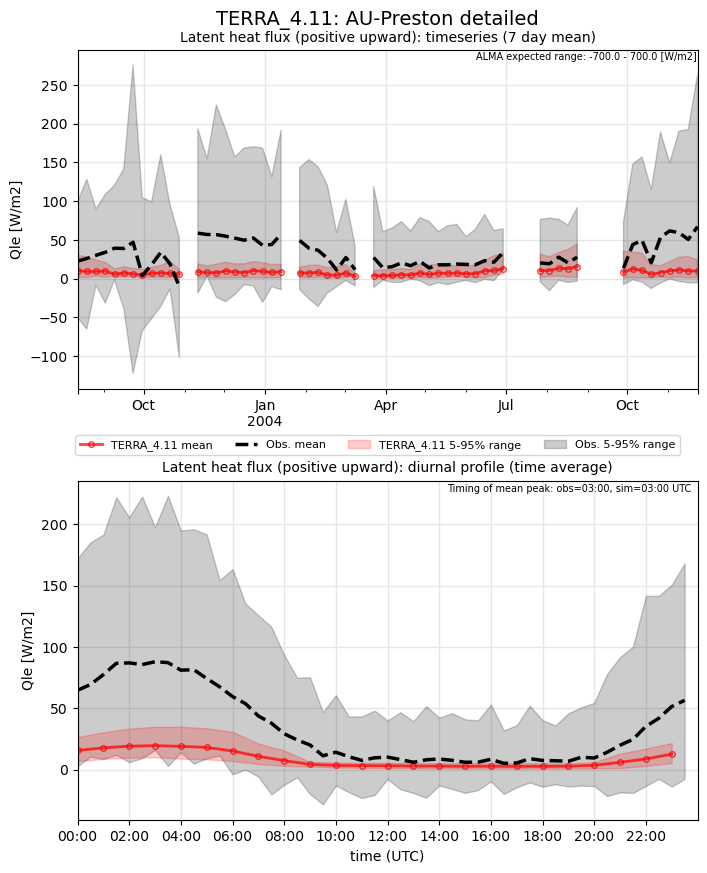 TERRA_4.11: AU-Preston detailed
Latent heat flux (positive upward): timeseries (7 day mean)
ALMA expected range: -700.0 - 700.0 [W/m2]
Qle [W/m2]
250
200
150
100
50
0
−50
−100
Oct
Jan
2004
Apr
Jul
Oct
TERRA_4.11 mean
Obs. mean
TERRA_4.11 5-95% range
Obs. 5-95% range
Latent heat flux (positive upward): diurnal profile (time average)
Timing of mean peak: obs=03:00, sim=03:00 UTC
Qle [W/m2]
200
150
100
50
0
00:00
02:00
04:00
06:00
08:00
10:00
12:00
14:00
16:00
18:00
20:00
22:00
time (UTC)